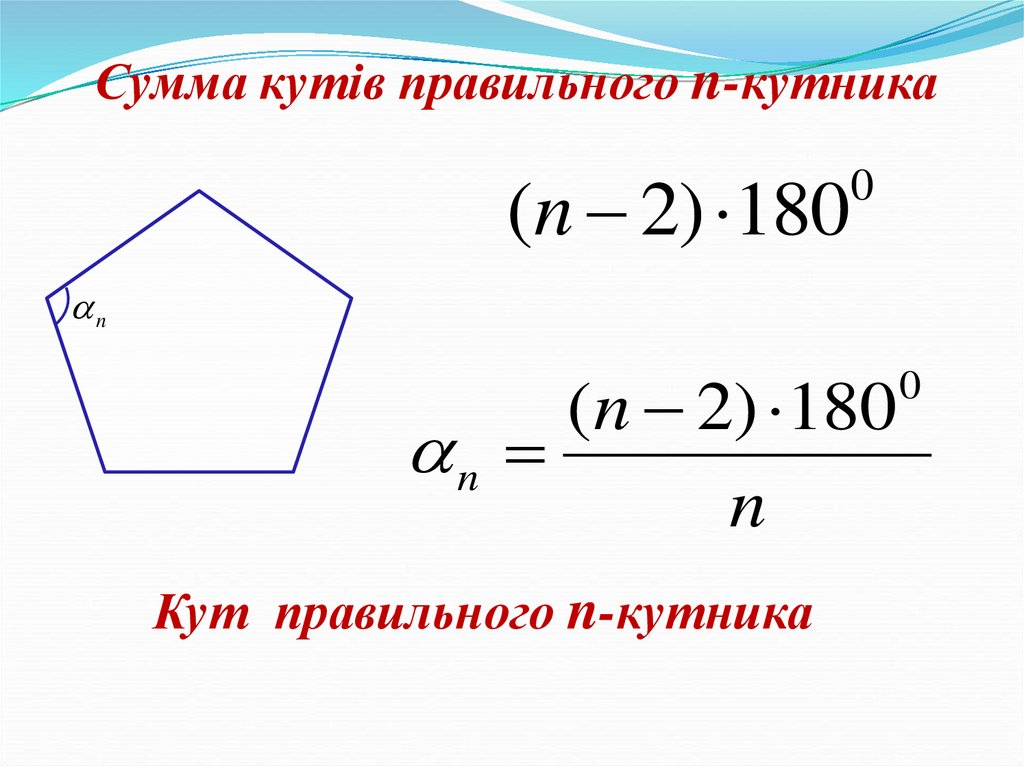 Сумма кутів правильного n-кутника
(n − 2) ·180⁰
αₙ
αₙ = (n − 2) ·180⁰ / n
Кут правильного n-кутника